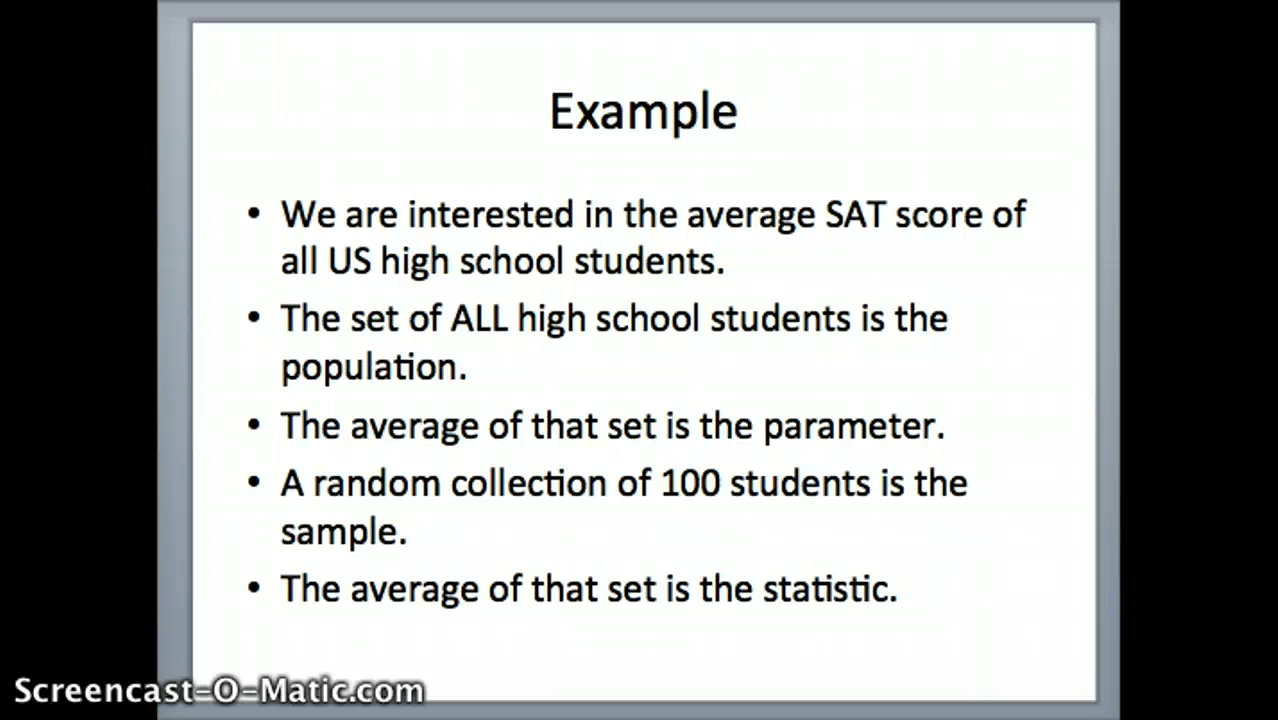 Example
• We are interested in the average SAT score of
all US high school students.
• The set of ALL high school students is the
population.
• The average of that set is the parameter.
• A random collection of 100 students is the
sample.
• The average of that set is the statistic.
Screencast-O-Matic.com